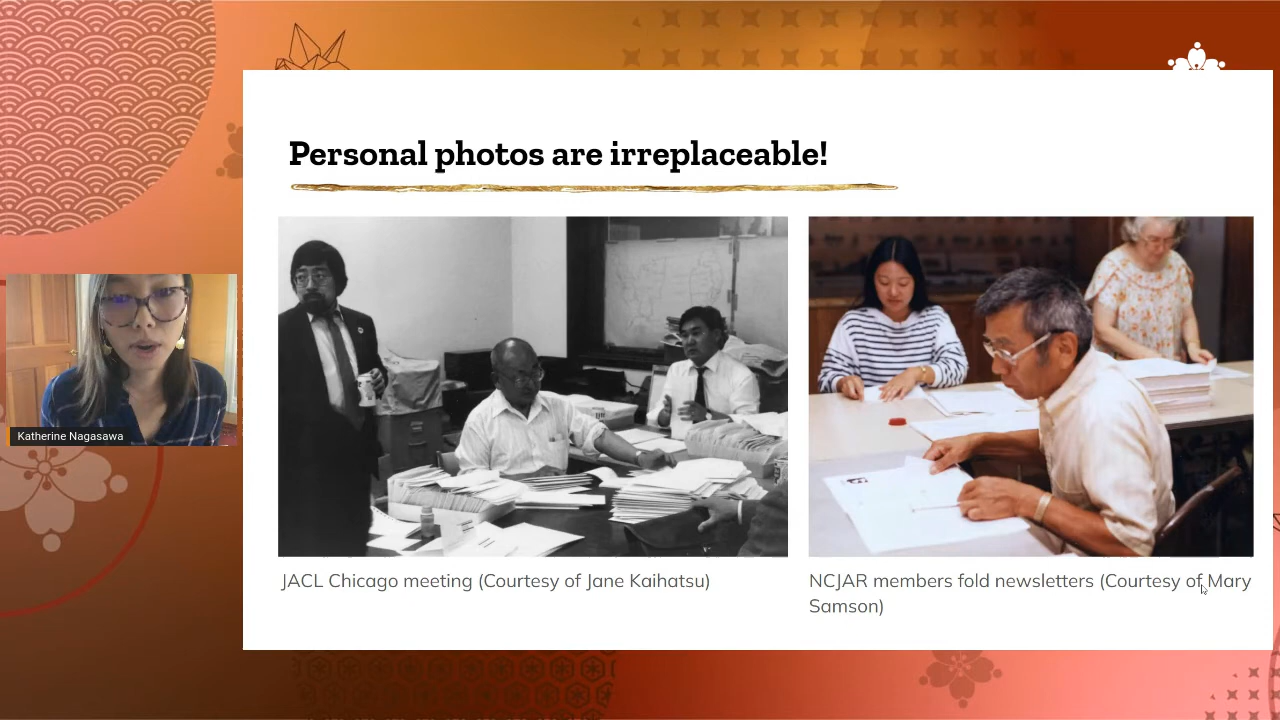 Personal photos are irreplaceable!
Katherine Nagasawa
JACL Chicago meeting (Courtesy of Jane Kaihatsu)
NCJAR members fold newsletters (Courtesy of Mary
Samson)